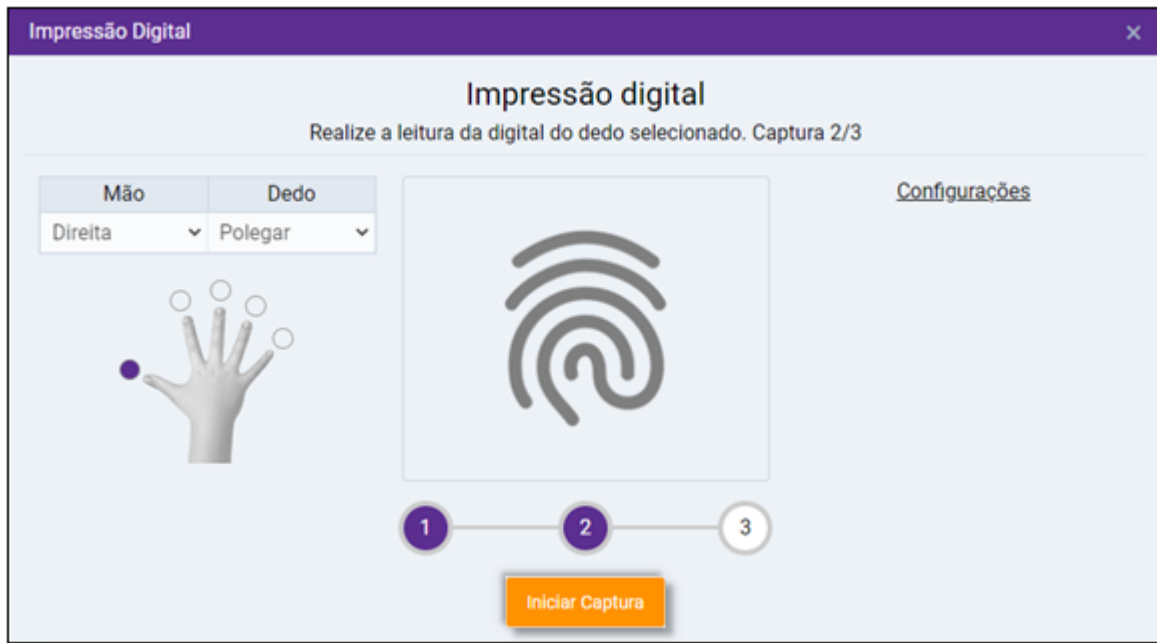 Impressão Digital
×
Impressão digital
Realize a leitura da digital do dedo selecionado. Captura 2/3
Mão Dedo
Direita Polegar
Configurações
1 2 3
Iniciar Captura